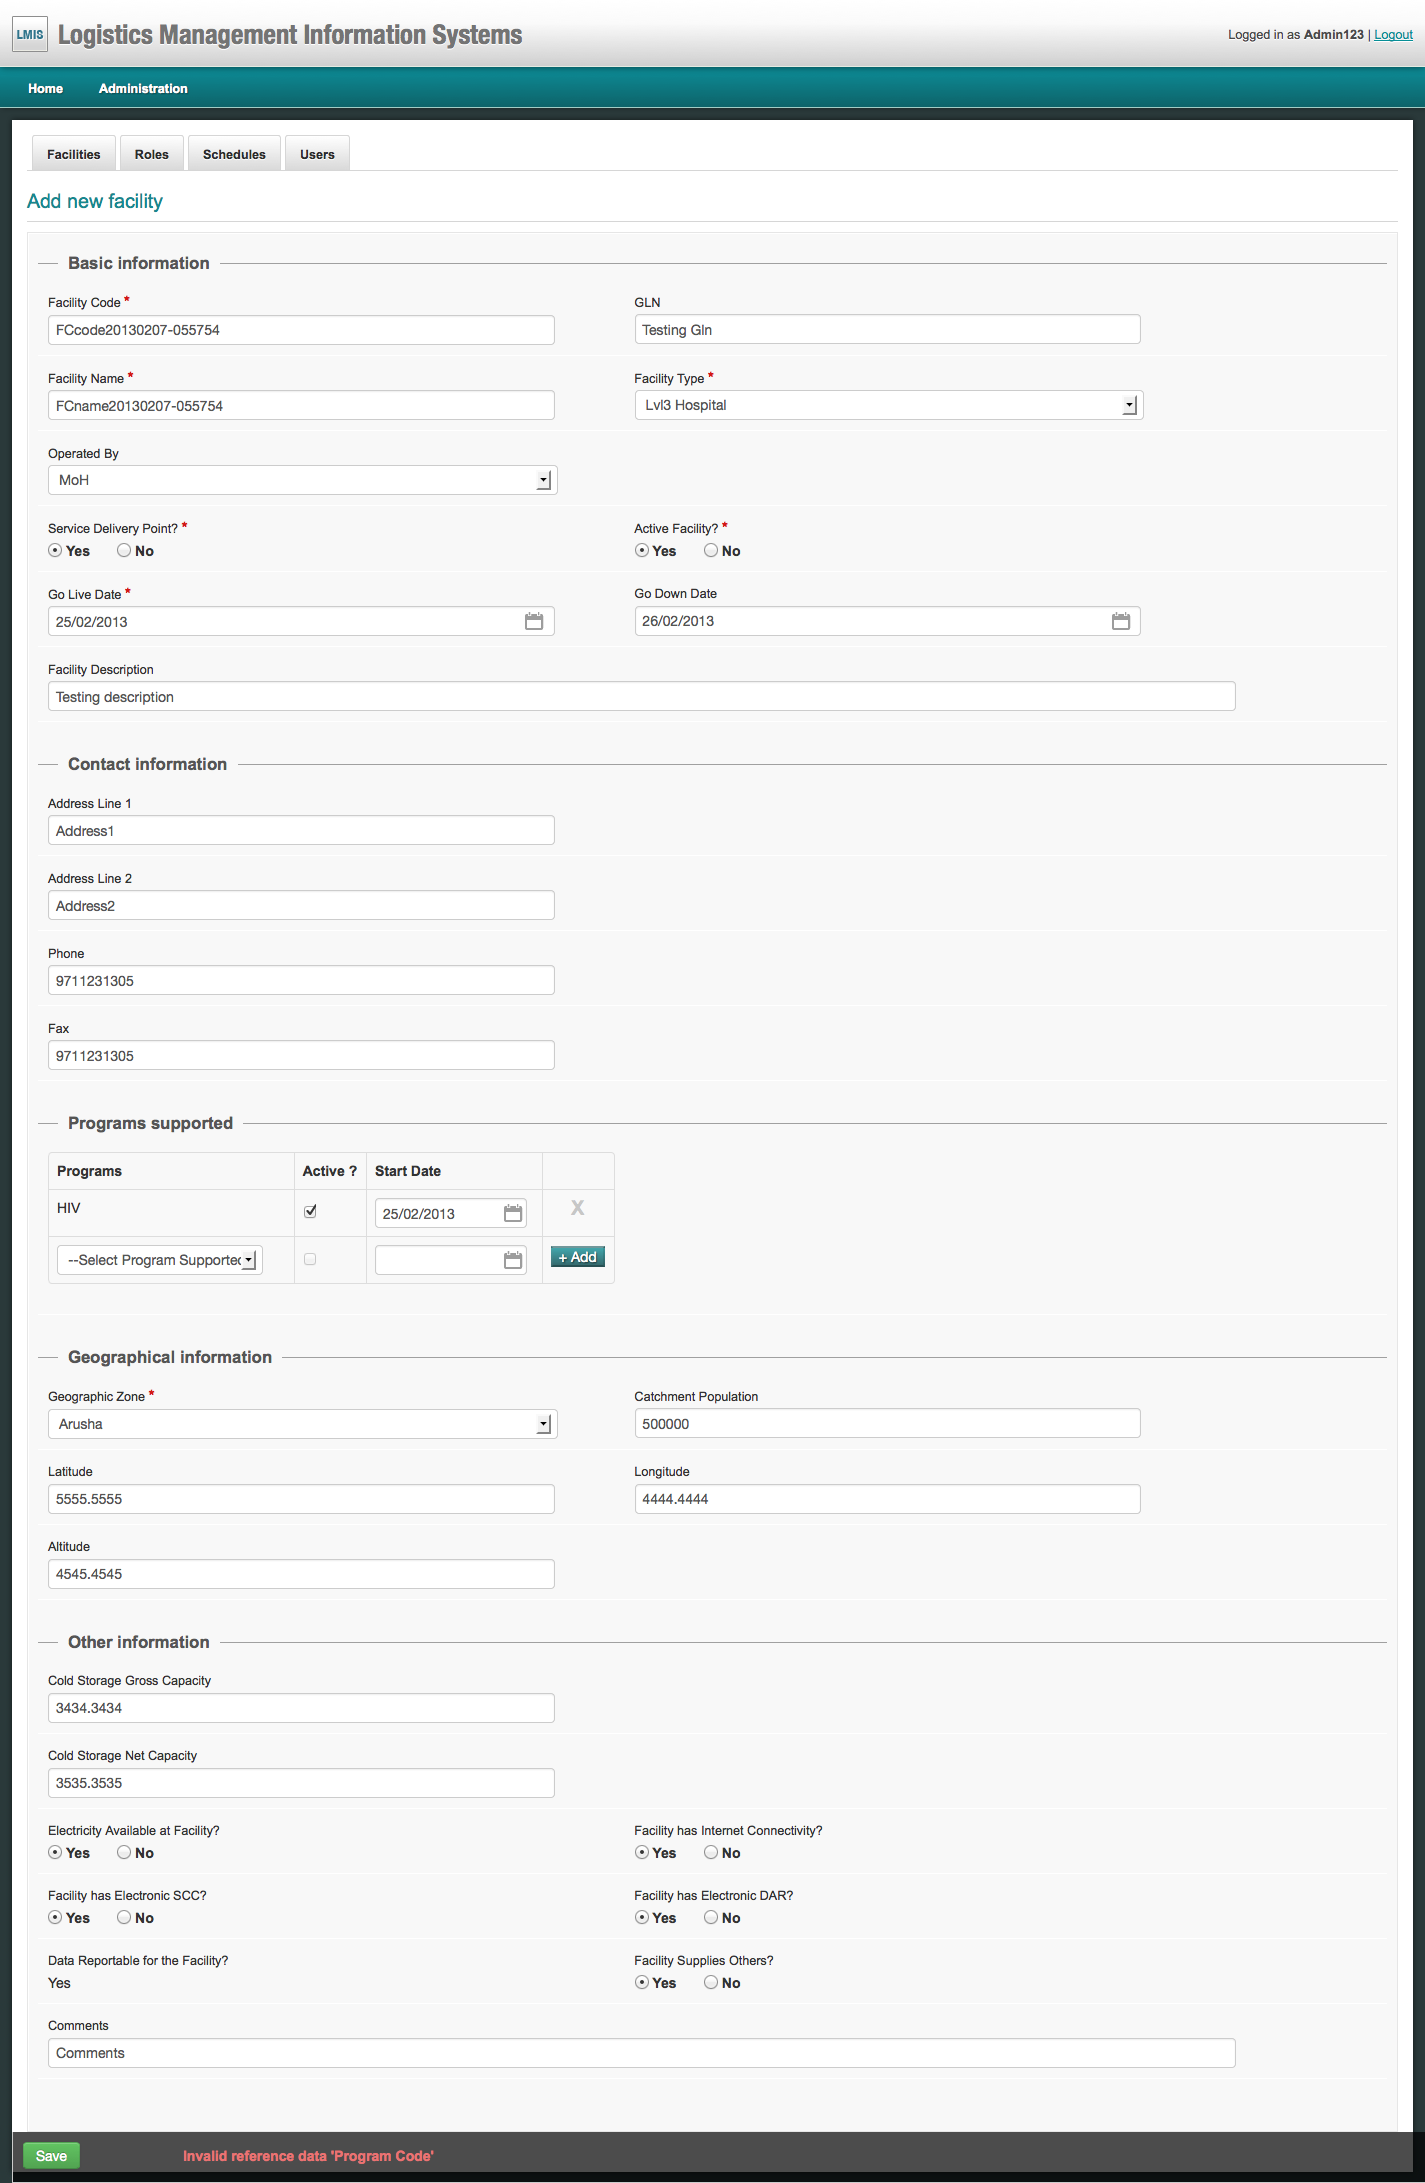 LMIS Logistics Management Information Systems
Logged in as Admin123 | Logout
Home Administration
Facilities Roles Schedules Users
Add new facility
Basic information
Facility Code * GLN
FCcode20130207-055754 Testing Gln
Facility Name * Facility Type *
FCname20130207-055754 Lvl3 Hospital
Operated By
MoH
Service Delivery Point? * Active Facility? *
Yes No Yes No
Go Live Date * Go Down Date
25/02/2013 26/02/2013
Facility Description
Testing description
Contact information
Address Line 1
Address1
Address Line 2
Address2
Phone
9711231305
Fax
9711231305
Programs supported
Programs Active ? Start Date
HIV 25/02/2013 X
--Select Program Supported + Add
Geographical information
Geographic Zone * Catchment Population
Arusha 500000
Latitude Longitude
5555.5555 4444.4444
Altitude
4545.4545
Other information
Cold Storage Gross Capacity
3434.3434
Cold Storage Net Capacity
3535.3535
Electricity Available at Facility? Facility has Internet Connectivity?
Yes No Yes No
Facility has Electronic SCC? Facility has Electronic DAR?
Yes No Yes No
Data Reportable for the Facility? Facility Supplies Others?
Yes Yes No
Comments
Comments
Save Invalid reference data 'Program Code'